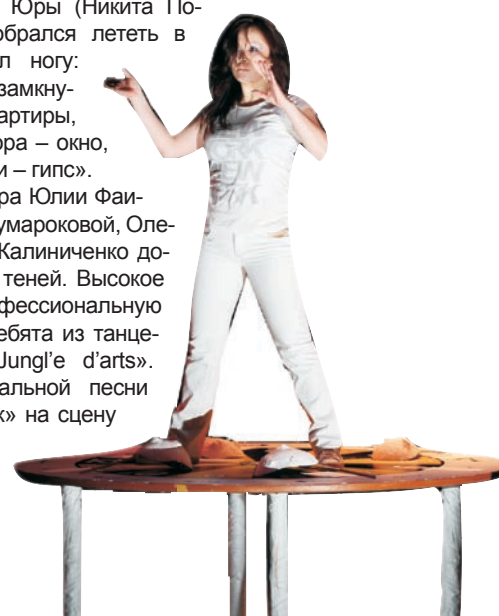 Юры (Никита По-
обрался лететь в
л ногу:
замкну-
артиры,
ора – окно,
и – гипс».
ра Юлии Фаи-
умароковой, Оле-
Калиниченко до-
теней. Высокое
фессиональную
ебята из танце-
Jungl'e d'arts».
альной песни
х» на сцену
YORK